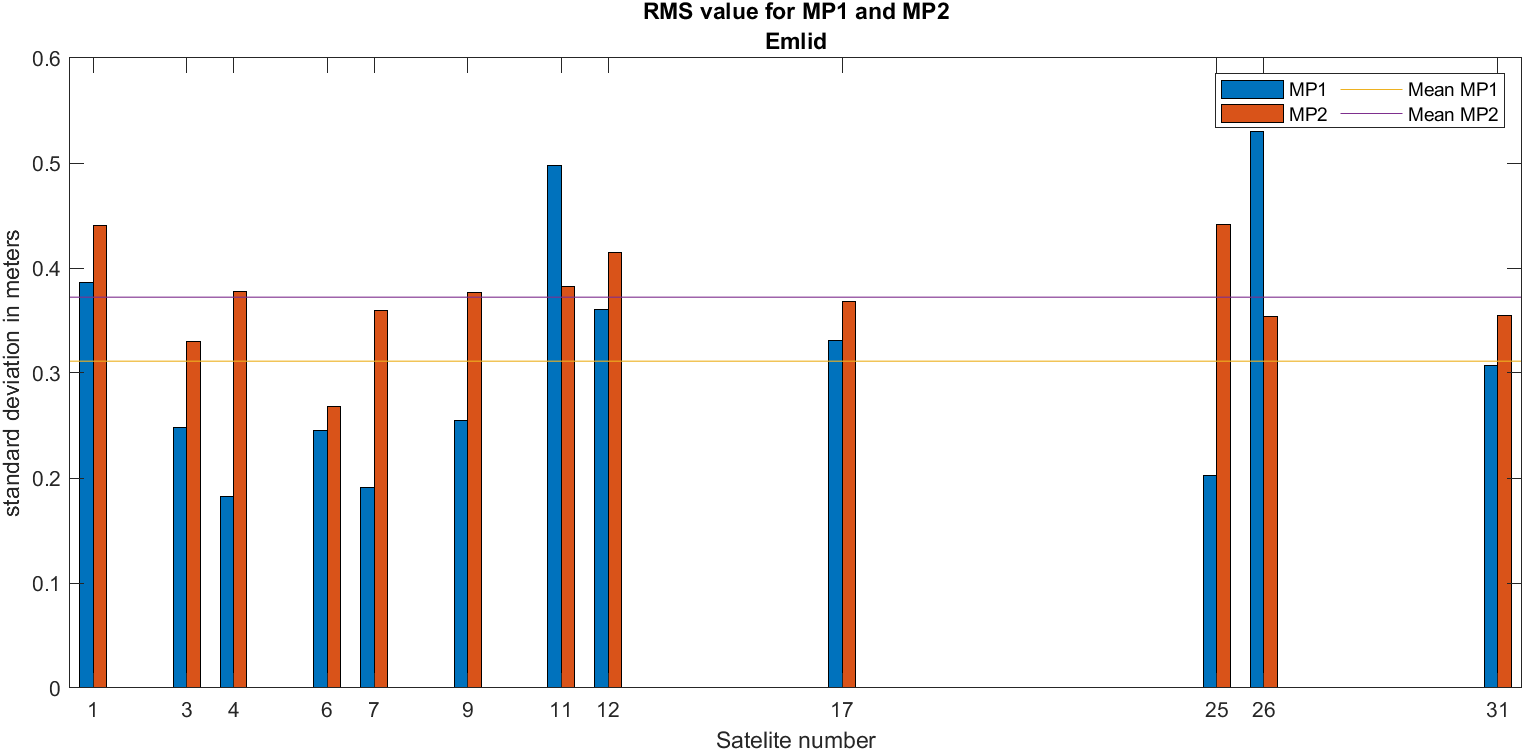 RMS value for MP1 and MP2
Emlid
MP1 Mean MP1
MP2 Mean MP2
standard deviation in meters
0.6
0.5
0.4
0.3
0.2
0.1
0
1 3 4 6 7 9 11 12 17 25 26 31
Satelite number